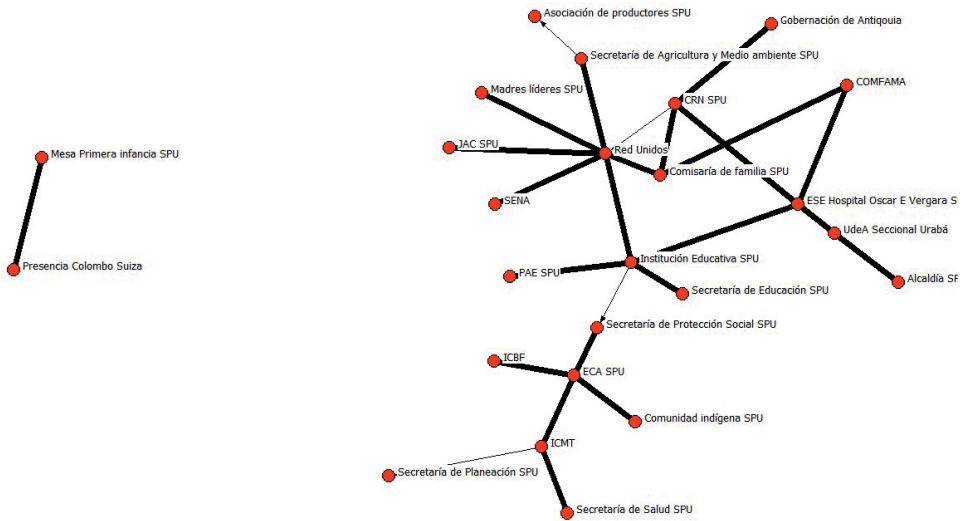 Asociación de productores SPU
Gobernación de Antiqouia
Secretaría de Agricultura y Medio ambiente SPU
COMFAMA
Madres líderes SPU
CRN SPU
JAC SPU
Red Unidos
Mesa Primera infancia SPU
Comisaría de familia SPU
SENA
ESE Hospital Oscar E Vergara S
UdeA Seccional Urabá
Institución Educativa SPU
Presencia Colombo Suiza
PAE SPU
Alcaldía SP
Secretaría de Educación SPU
Secretaría de Protección Social SPU
ICBF
ECA SPU
Comunidad indígena SPU
ICMT
Secretaría de Planeación SPU
Secretaría de Salud SPU